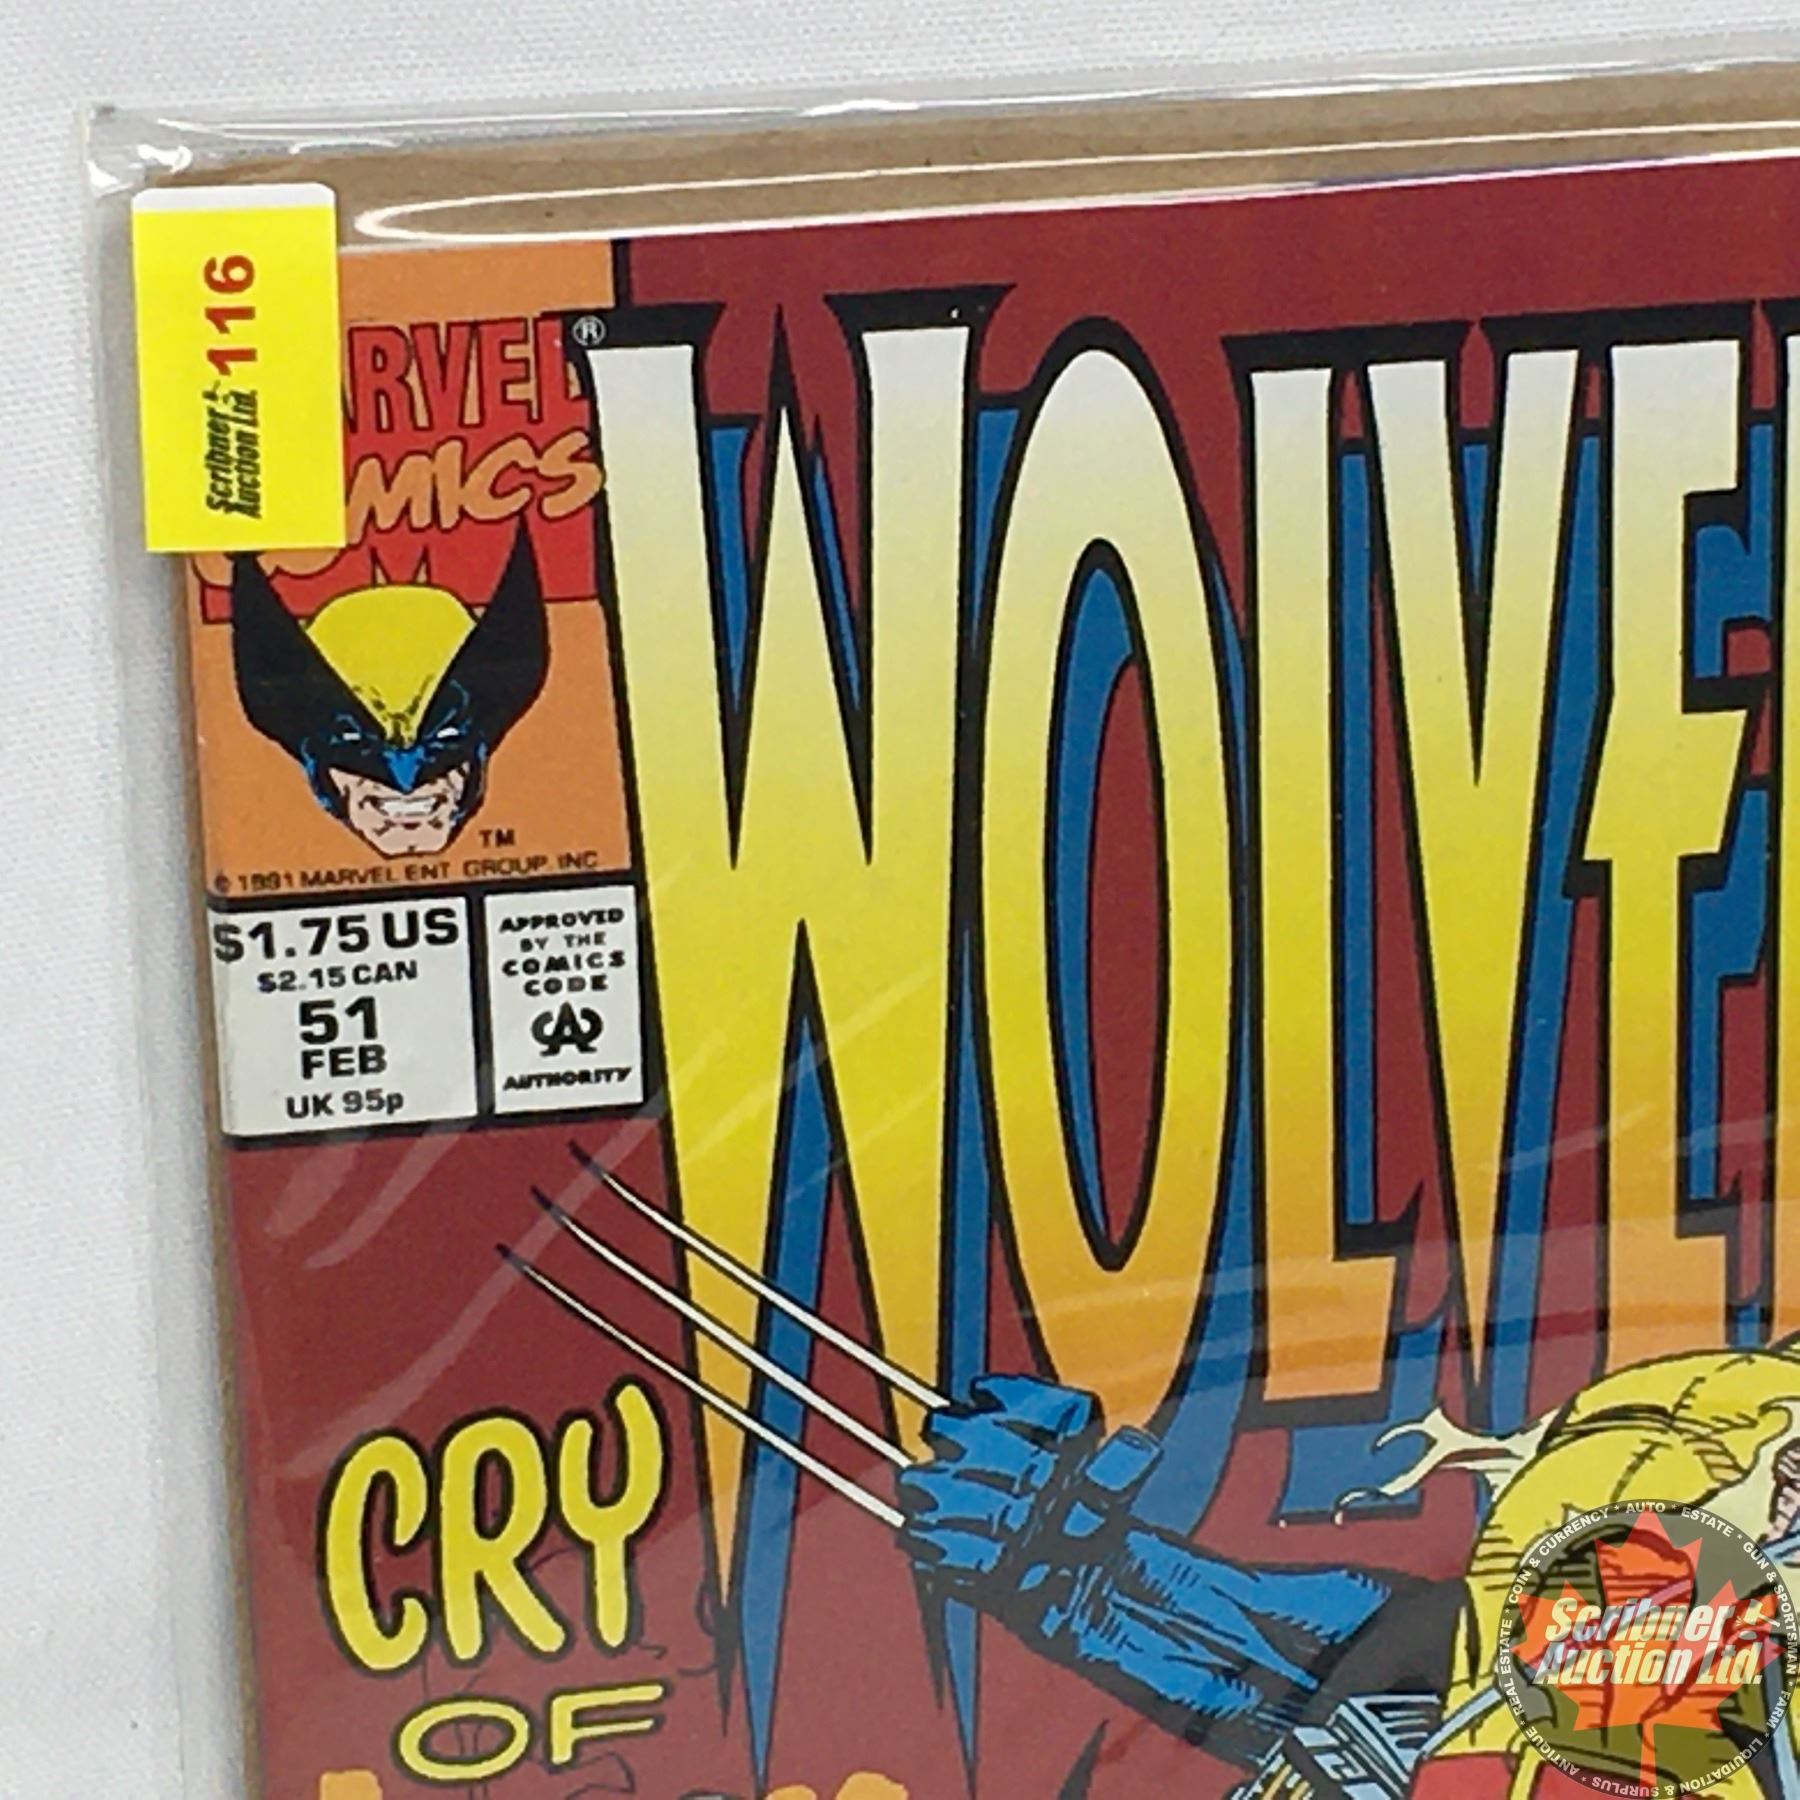 116
Scribner
Auction Ltd.
MARVEL®
COMICS
TM
© 1991 MARVEL ENT GROUP, INC
$1.75 US
$2.15 CAN
51
FEB
UK 95p
APPROVED
BY THE
COMICS
CODE
CA
AUTHORITY
WOLVE
CRY
OF
Scribner
Auction Ltd.
REAL ESTATE * COIN & CURRENCY * AUTO * ESTATE * GUN & SPORTSMAN * FARM * LIQUIDATION & SURPLUS * ANTIQUE *